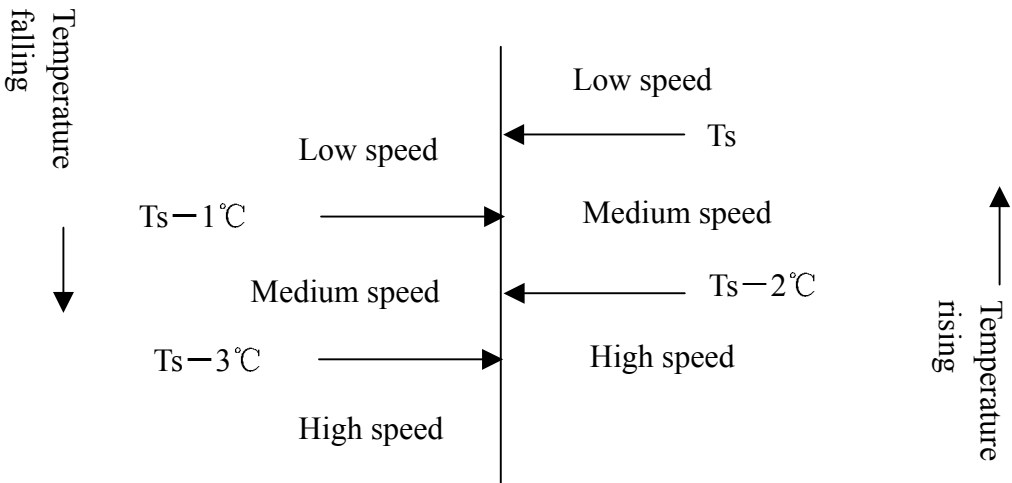 Temperature
falling
Low speed
Ts
Low speed
Ts－1℃
Medium speed
Medium speed
Ts－2℃
Ts－3℃
High speed
High speed
Temperature
rising